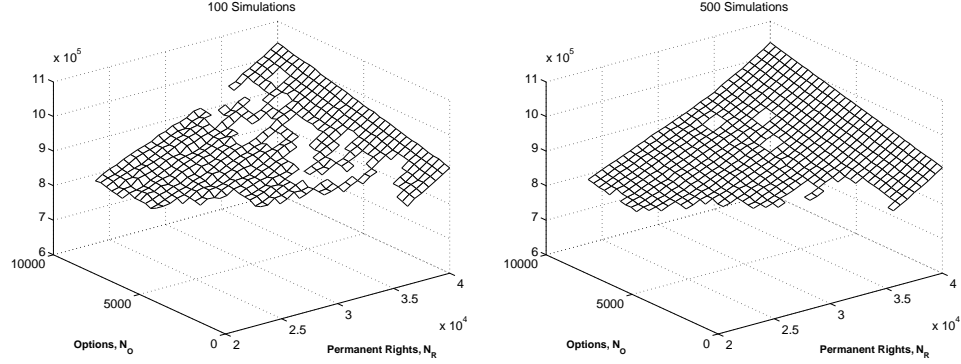 100 Simulations
x 10^5
11
10
9
8
7
6
10000
5000
0
2
2.5
3
3.5
4
x 10^4
Options, N_O
Permanent Rights, N_R
500 Simulations
x 10^5
11
10
9
8
7
6
10000
5000
0
2
2.5
3
3.5
4
x 10^4
Options, N_O
Permanent Rights, N_R